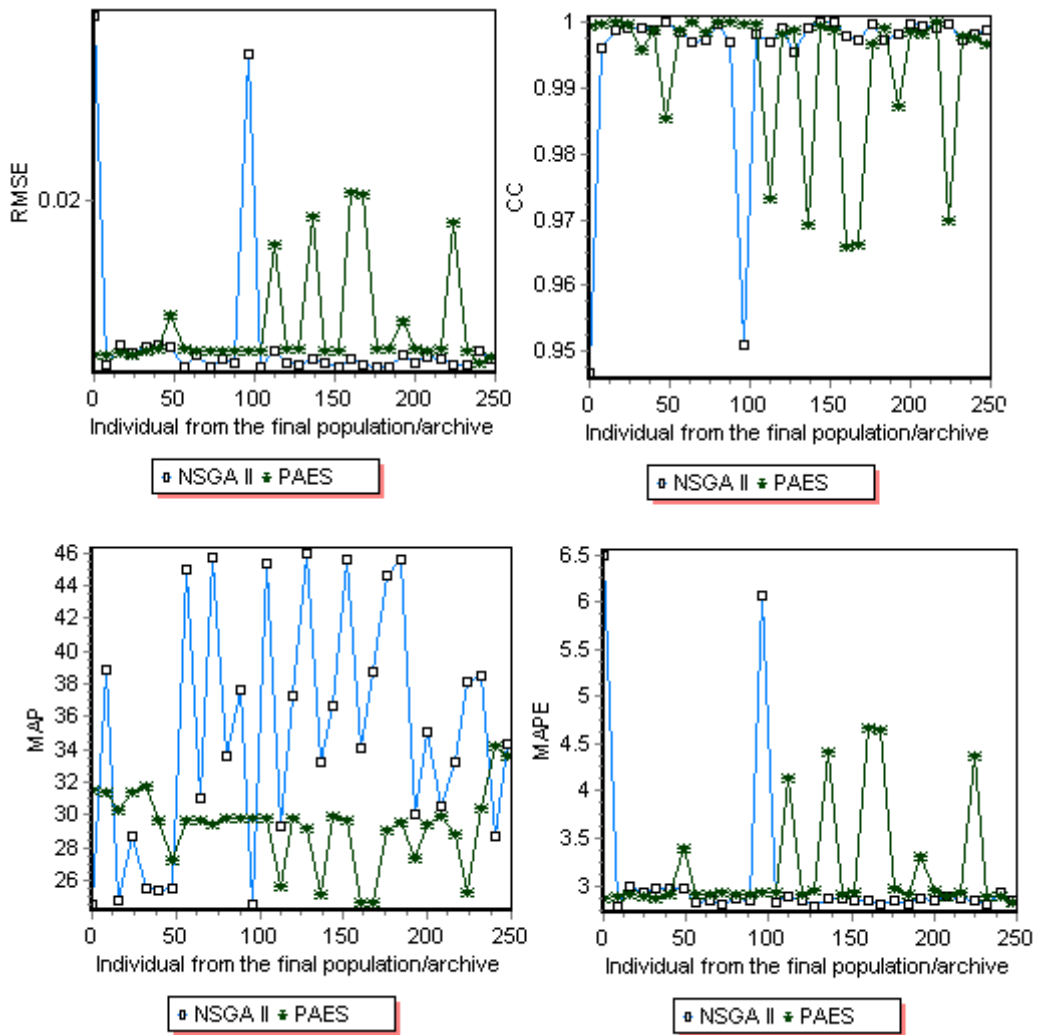 RMSE
0.02
0 50 100 150 200 250
Individual from the final population/archive
NSGA II PAES
CC
1
0.99
0.98
0.97
0.96
0.95
0 50 100 150 200 250
Individual from the final population/archive
NSGA II PAES
MAP
46
44
42
40
38
36
34
32
30
28
26
0 50 100 150 200 250
Individual from the final population/archive
NSGA II PAES
MAPE
6.5
6
5.5
5
4.5
4
3.5
3
0 50 100 150 200 250
Individual from the final population/archive
NSGA II PAES